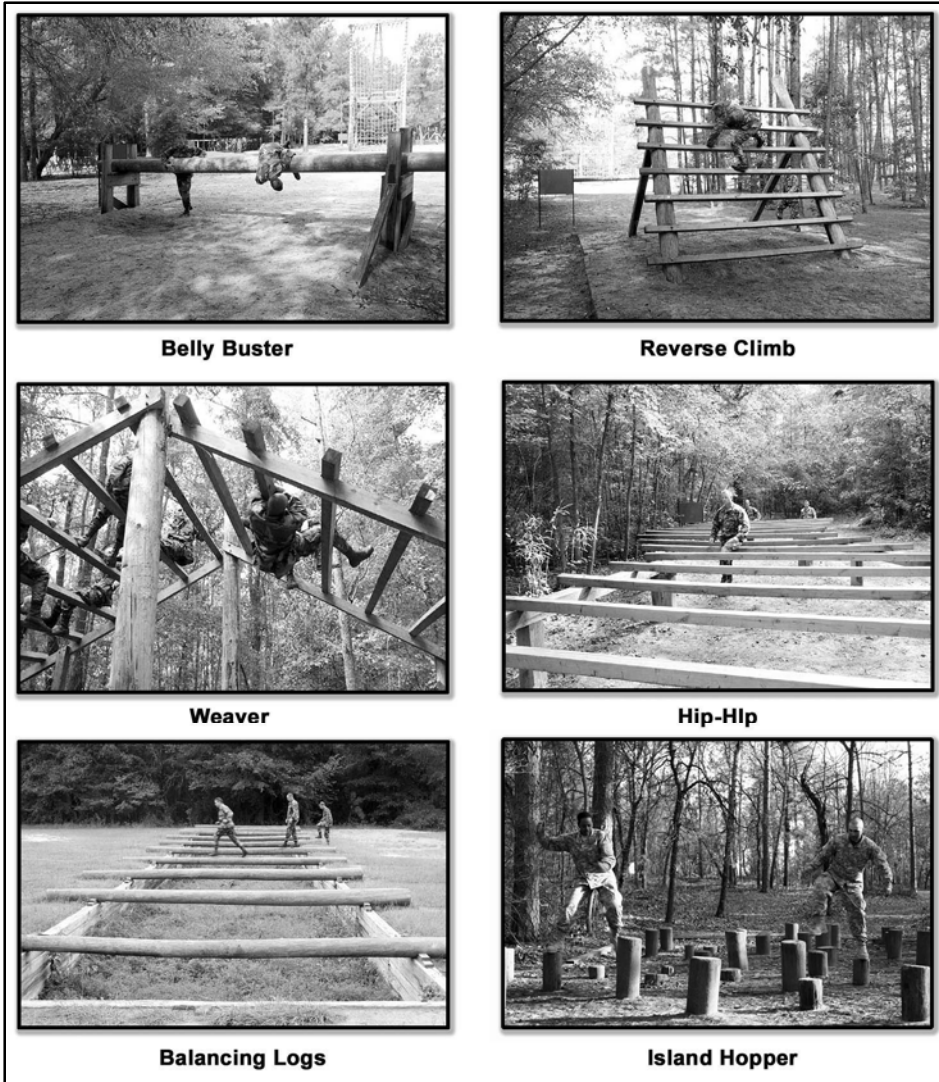 Belly Buster
Reverse Climb
Weaver
Hip-HIp
Balancing Logs
Island Hopper